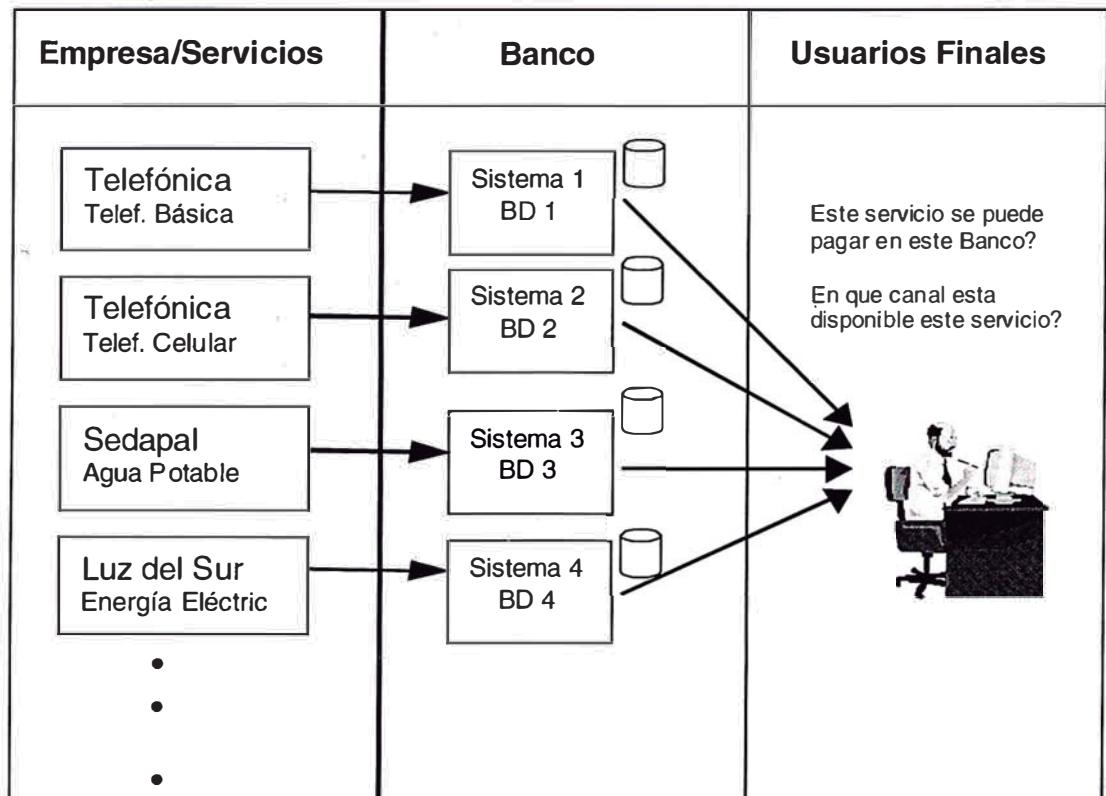 Empresa/Servicios
Banco
Usuarios Finales
Telefónica
Telef. Básica
Sistema 1
BD 1
Este servicio se puede
pagar en este Banco?
Telefónica
Telef. Celular
Sistema 2
BD 2
En que canal esta
disponible este servicio?
Sedapal
Agua Potable
Sistema 3
BD 3
Luz del Sur
Energía Eléctric
Sistema 4
BD 4